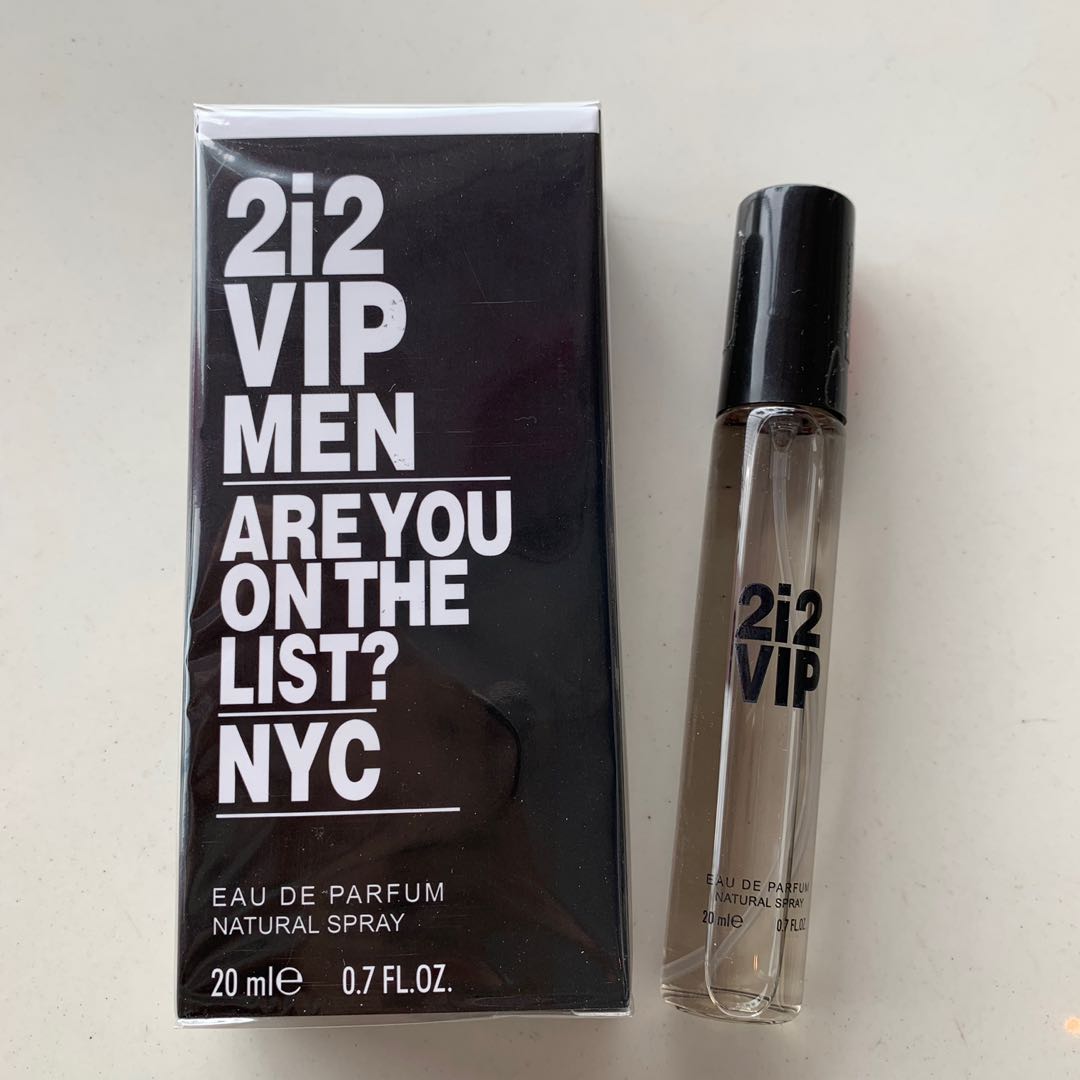 2i2
VIP
MEN
ARE YOU
ON THE
LIST?
NYC
EAU DE PARFUM
NATURAL SPRAY
20 ml℮ 0.7 FL.OZ.
2i2
VIP
EAU DE PARFUM
NATURAL SPRAY
20 ml℮ 0.7 FL.OZ